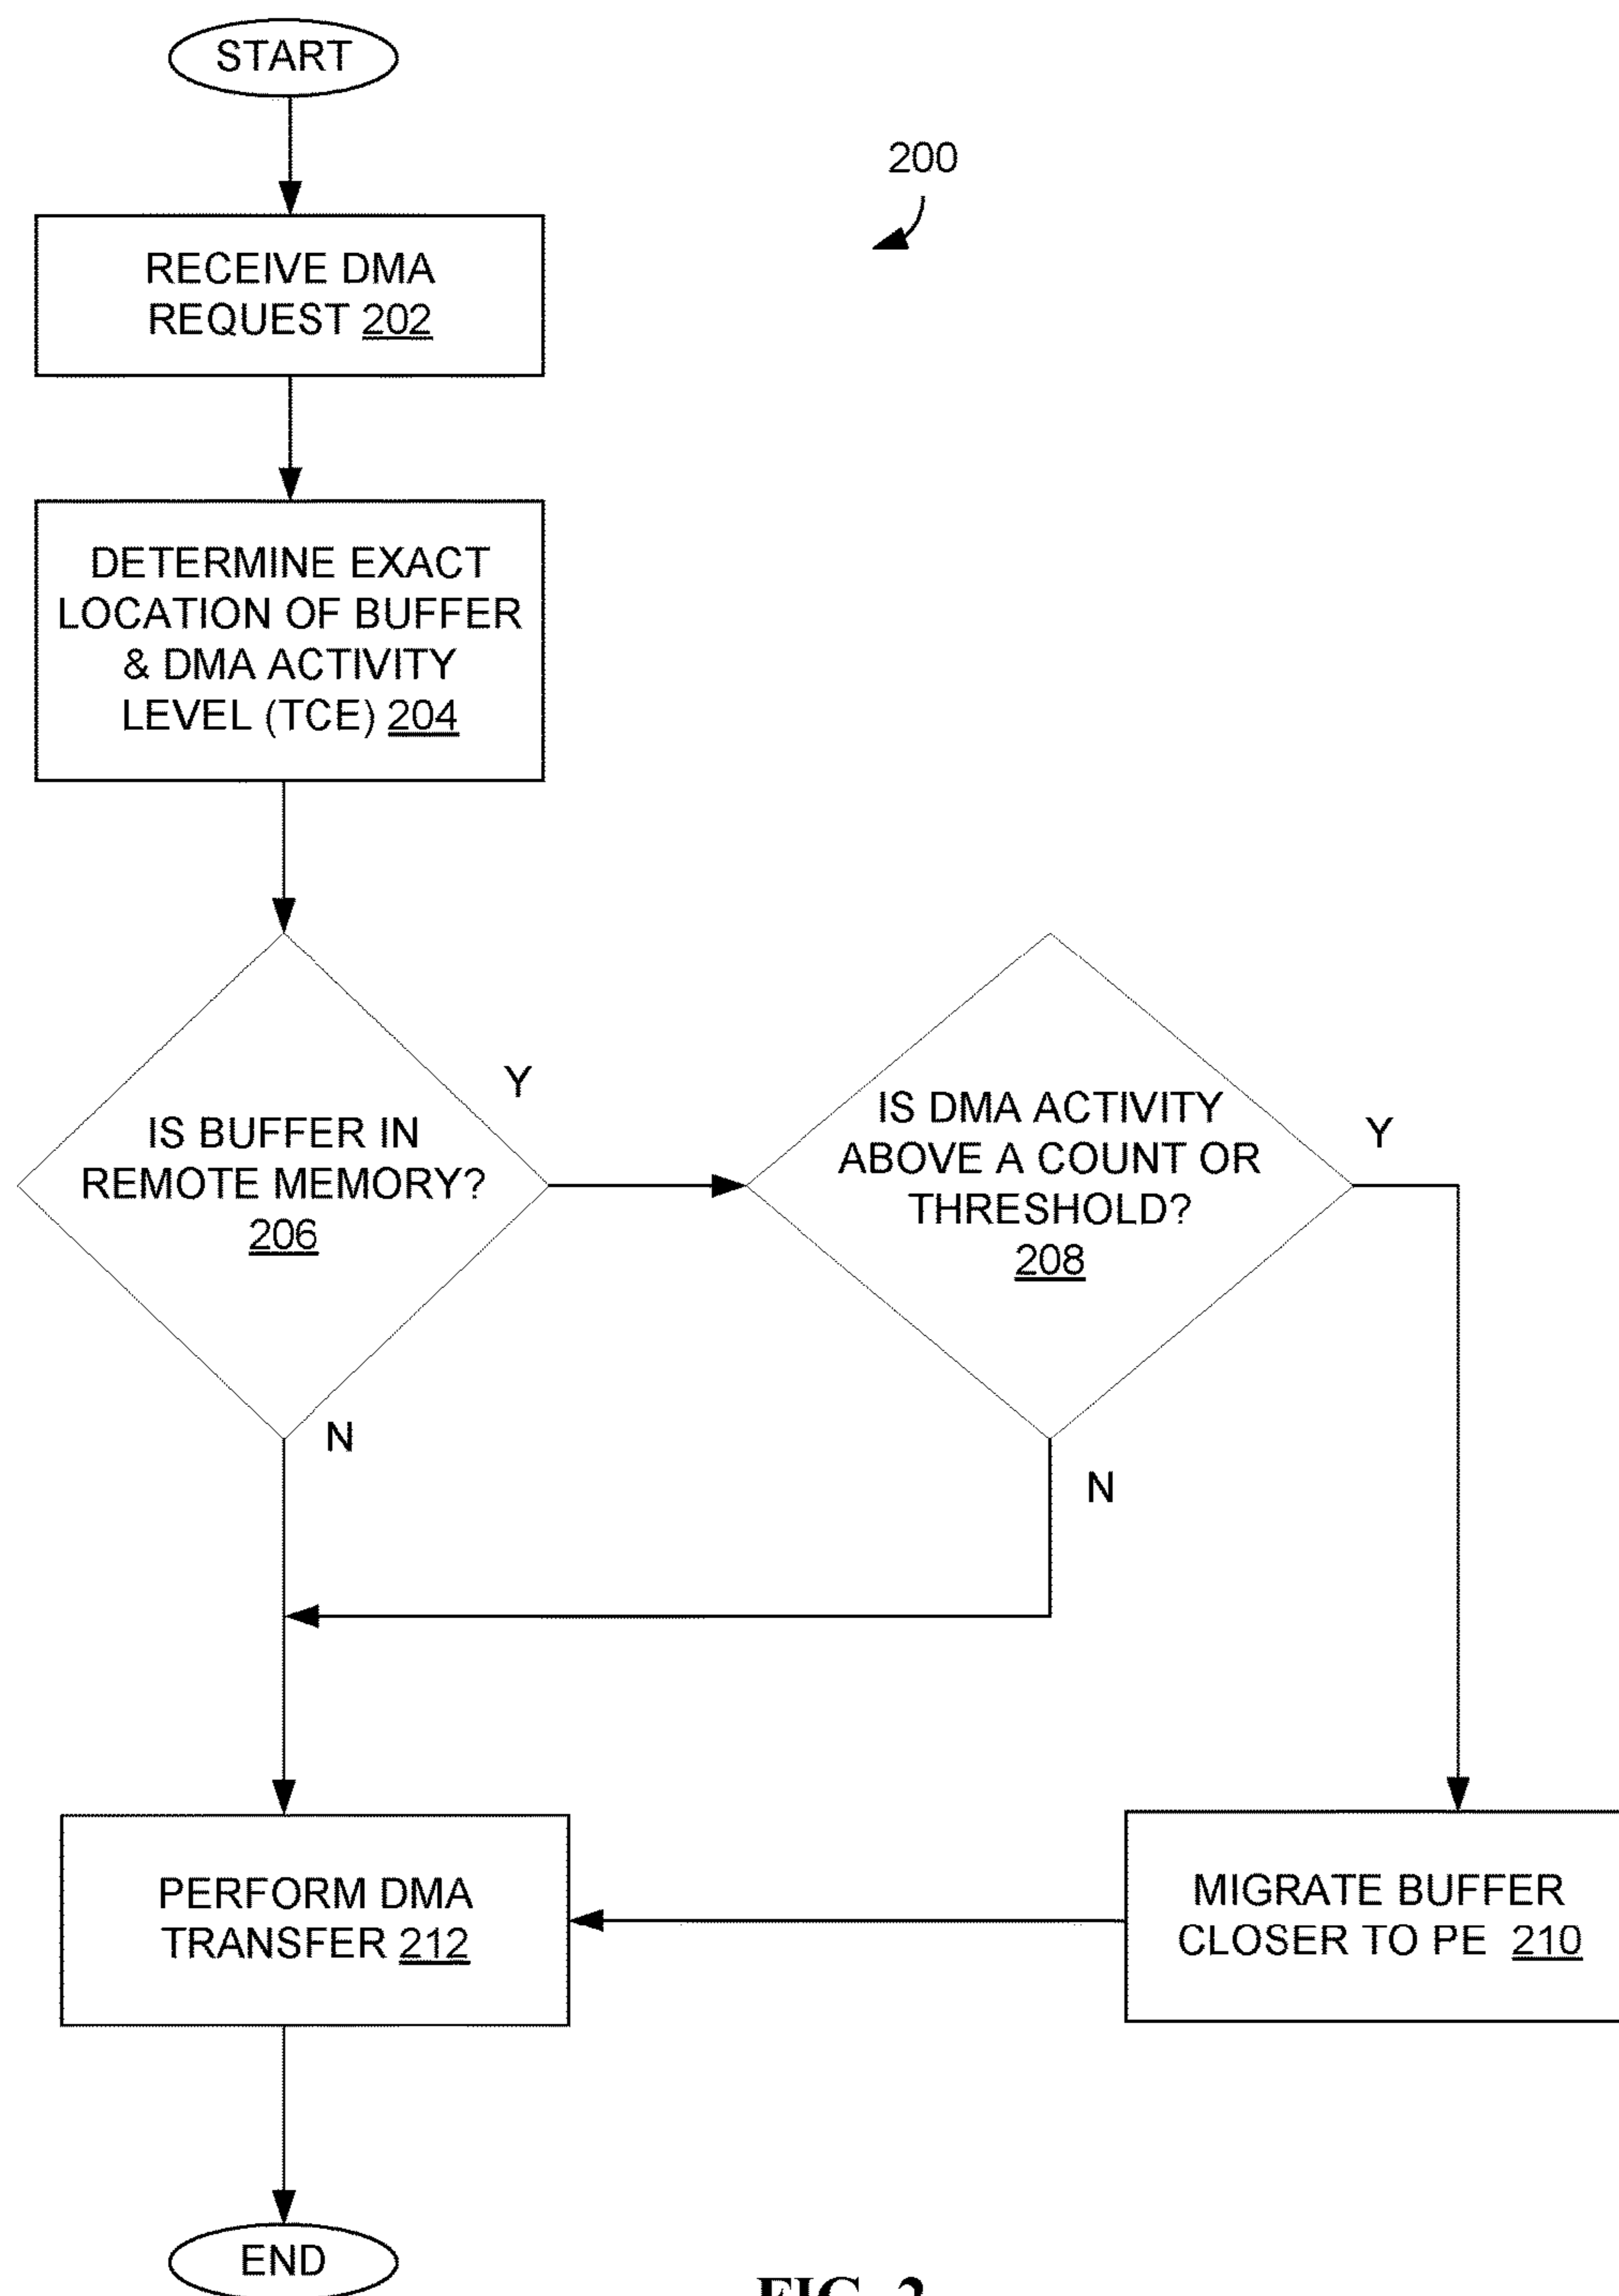 START
200
RECEIVE DMA
REQUEST 202
DETERMINE EXACT
LOCATION OF BUFFER
& DMA ACTIVITY
LEVEL (TCE) 204
IS BUFFER IN
REMOTE MEMORY?
206
Y
N
IS DMA ACTIVITY
ABOVE A COUNT OR
THRESHOLD?
208
Y
N
PERFORM DMA
TRANSFER 212
MIGRATE BUFFER
CLOSER TO PE 210
END
FIG. 2